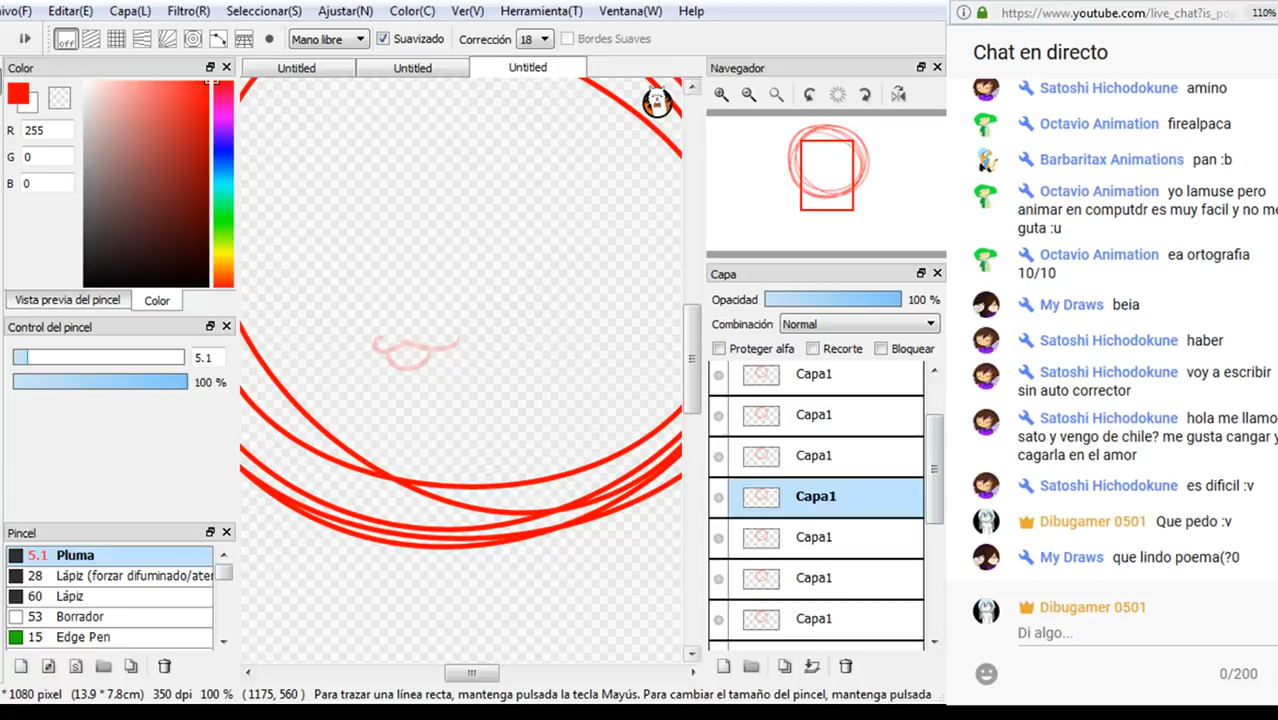 ivo(F) Editar(E) Capa(L) Filtro(R) Seleccionar(S) Ajustar(N) Color(C) Ver(V) Herramienta(T) Ventana(W) Help
off Mano libre Suavizado Corrección 18 Bordes Suaves
Color
R 255
G 0
B 0
Vista previa del pincel Color
Control del pincel
5.1
100 %
Pincel
5.1 Pluma
28 Lápiz (forzar difuminado/ater
60 Lápiz
53 Borrador
15 Edge Pen
Untitled Untitled Untitled
Navegador
Capa
Opacidad 100 %
Combinación Normal
Proteger alfa Recorte Bloquear
Capa1
Capa1
Capa1
Capa1
Capa1
Capa1
Capa1
* 1080 pixel (13.9 * 7.8cm) 350 dpi 100 % (1175, 560) Para trazar una línea recta, mantenga pulsada la tecla Mayús. Para cambiar el tamaño del pincel, mantenga pulsada
https://www.youtube.com/live_chat?is_pop 110%
Chat en directo
Satoshi Hichodokune amino
Octavio Animation firealpaca
Barbaritax Animations pan :b
Octavio Animation yo lamuse pero
animar en computdr es muy facil y no me
guta :u
Octavio Animation ea ortografia
10/10
My Draws beia
Satoshi Hichodokune haber
Satoshi Hichodokune voy a escribir
sin auto corrector
Satoshi Hichodokune hola me llamo
sato y vengo de chile? me gusta cangar y
cagarla en el amor
Satoshi Hichodokune es dificil :v
Dibugamer 0501 Que pedo :v
My Draws que lindo poema(?0
Dibugamer 0501
Di algo...
0/200